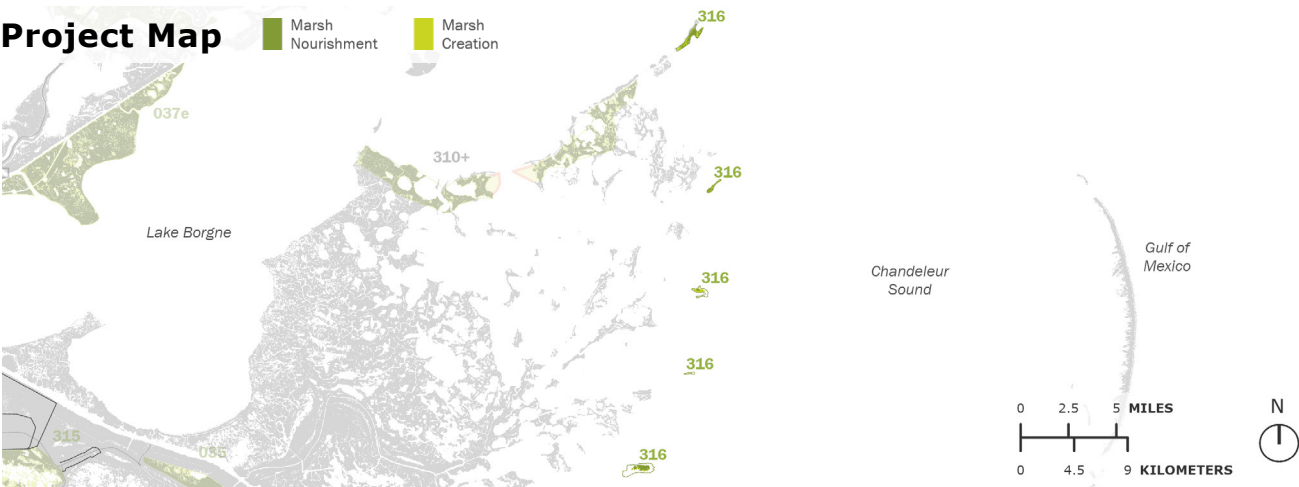 Project Map
Marsh
Nourishment
Marsh
Creation
316
037e
310+
316
Lake Borgne
Gulf of
Mexico
Chandeleur
Sound
316
316
0 2.5 5 MILES
N
315
035
316
0 4.5 9 KILOMETERS